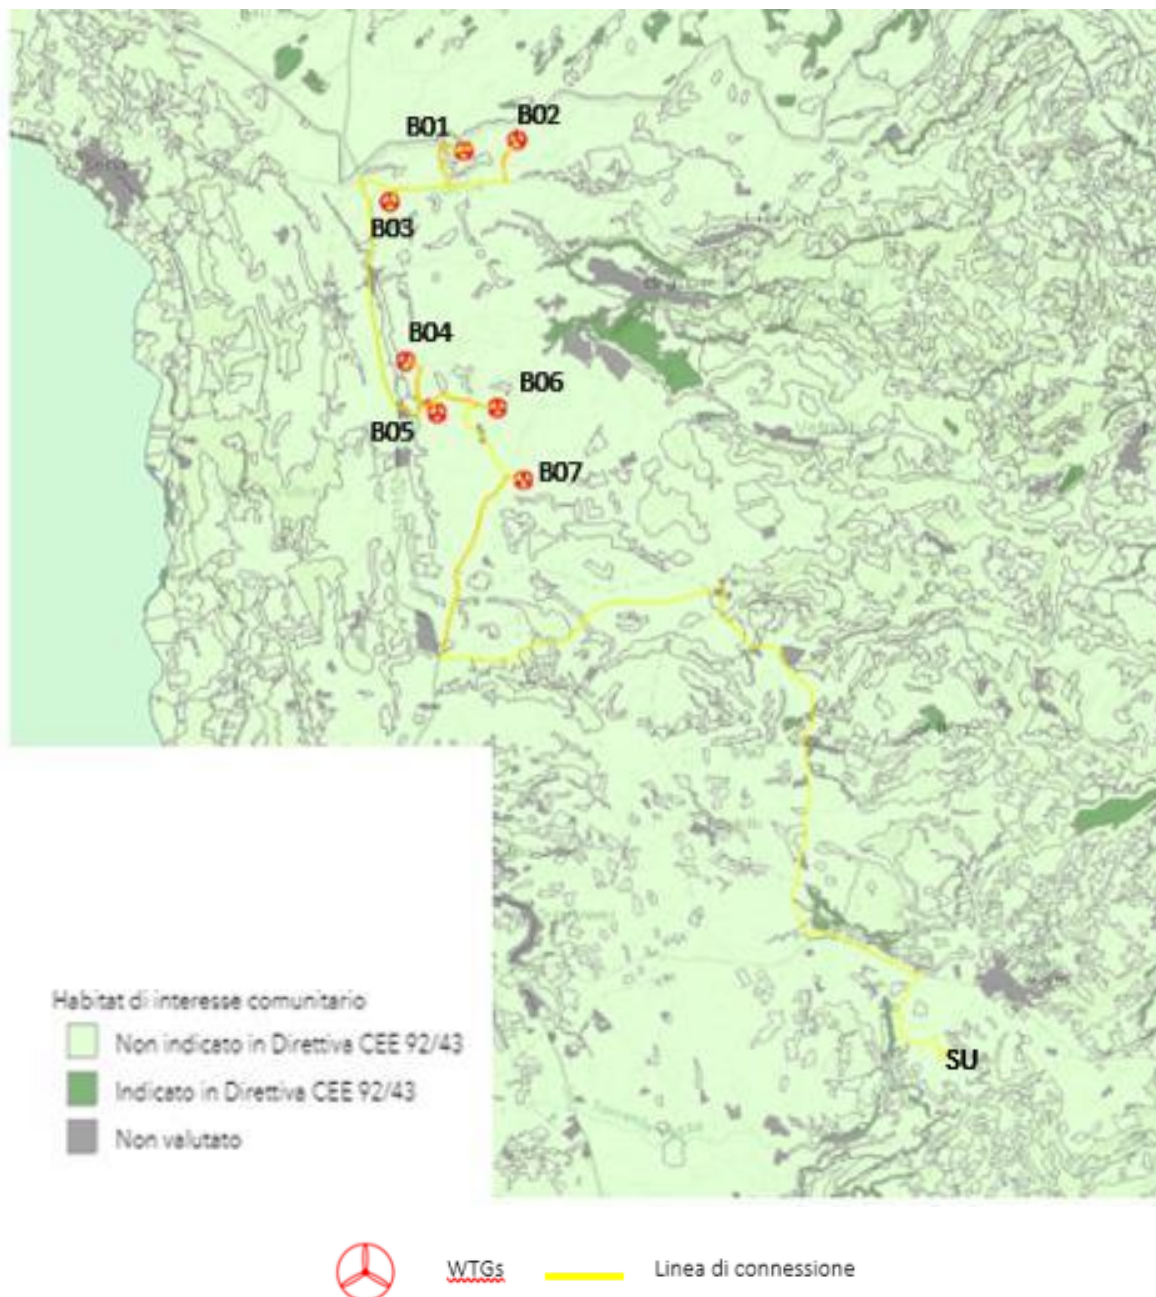 B01
B02
B03
B04
B05
B06
B07
SU
Habitat di interesse comunitario
Non indicato in Direttiva CEE 92/43
Indicato in Direttiva CEE 92/43
Non valutato
WTGs
Linea di connessione